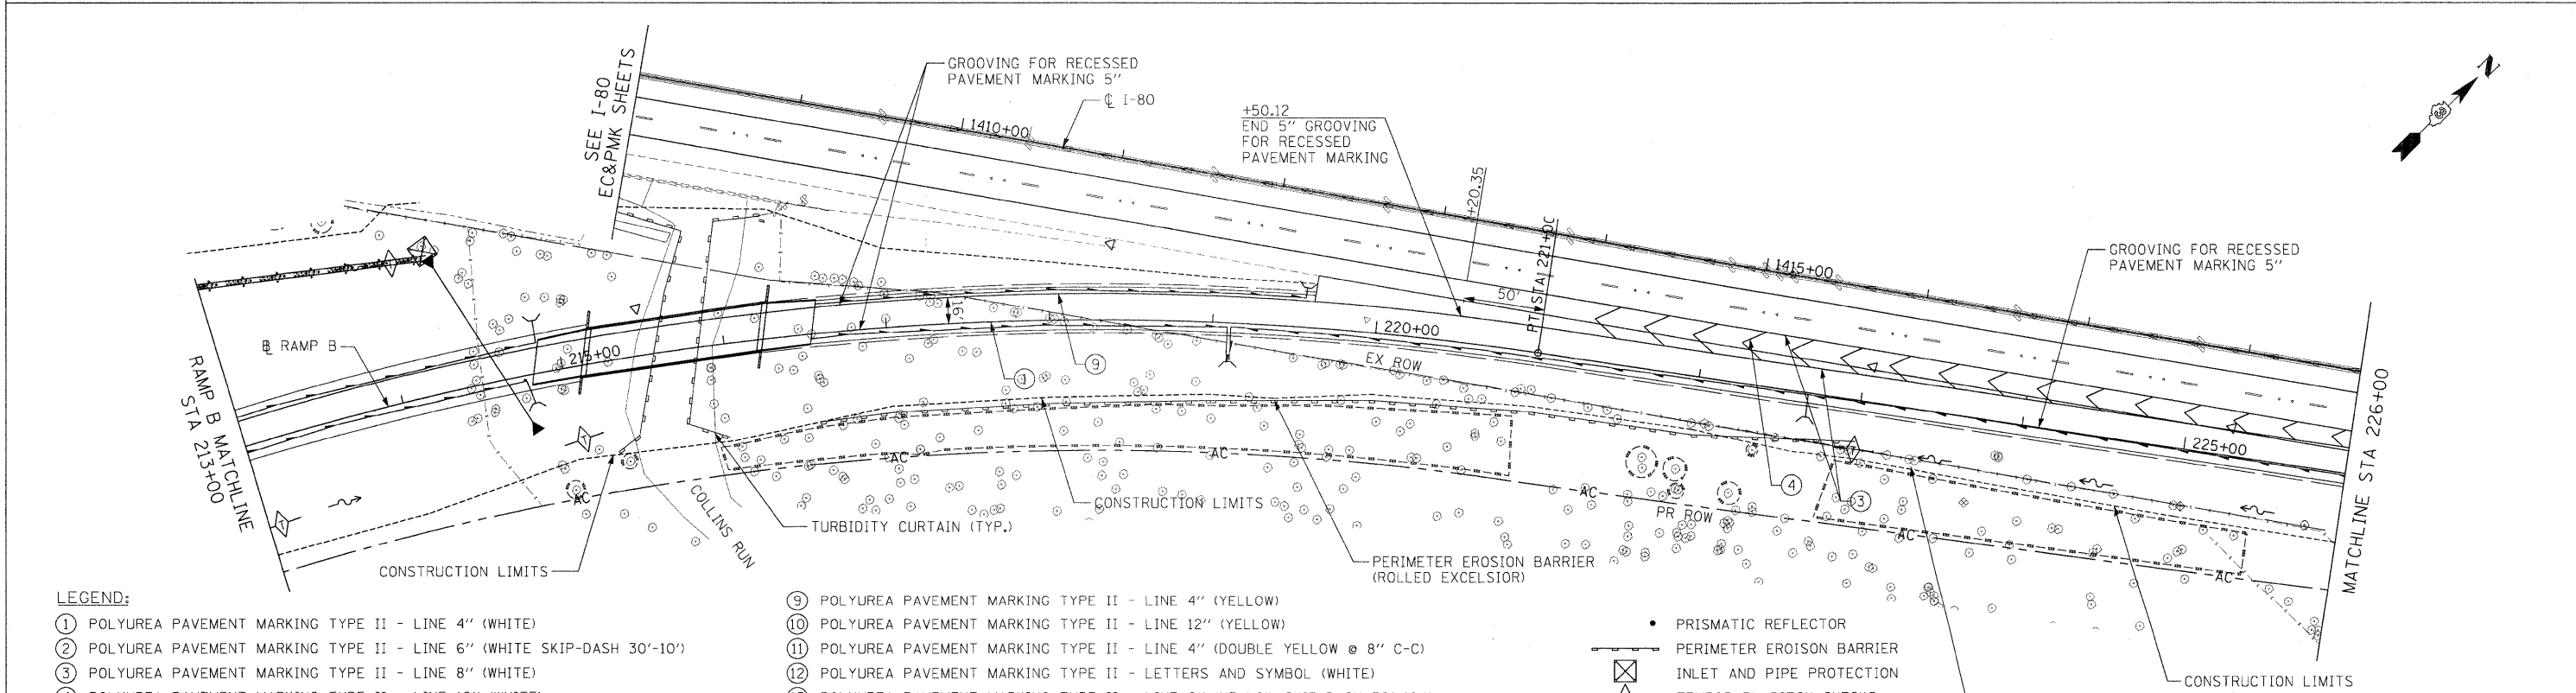 GROOVING FOR RECESSED
PAVEMENT MARKING 5"
℄ I-80
SEE I-80
EC&PMK SHEETS
1410+00
+50.12
END 5" GROOVING
FOR RECESSED
PAVEMENT MARKING
+20.35
PT STA 221+
N
1415+00
GROOVING FOR RECESSED
PAVEMENT MARKING 5"
50'
16'
220+00
215+00
RAMP B
EX ROW
1
9
RAMP B MATCHLINE
STA 213+00
225+00
MATCHLINE STA 226+00
AC
AC
AC
AC
AC
AC
4
3
PR ROW
COLLINS RUN
CONSTRUCTION LIMITS
TURBIDITY CURTAIN (TYP.)
PERIMETER EROSION BARRIER
(ROLLED EXCELSIOR)
CONSTRUCTION LIMITS
LEGEND:
1 POLYUREA PAVEMENT MARKING TYPE II - LINE 4" (WHITE)
2 POLYUREA PAVEMENT MARKING TYPE II - LINE 6" (WHITE SKIP-DASH 30'-10')
3 POLYUREA PAVEMENT MARKING TYPE II - LINE 8" (WHITE)
9 POLYUREA PAVEMENT MARKING TYPE II - LINE 4" (YELLOW)
10 POLYUREA PAVEMENT MARKING TYPE II - LINE 12" (YELLOW)
11 POLYUREA PAVEMENT MARKING TYPE II - LINE 4" (DOUBLE YELLOW @ 8" C-C)
12 POLYUREA PAVEMENT MARKING TYPE II - LETTERS AND SYMBOL (WHITE)
PRISMATIC REFLECTOR
PERIMETER EROISON BARRIER
INLET AND PIPE PROTECTION
CONSTRUCTION LIMITS